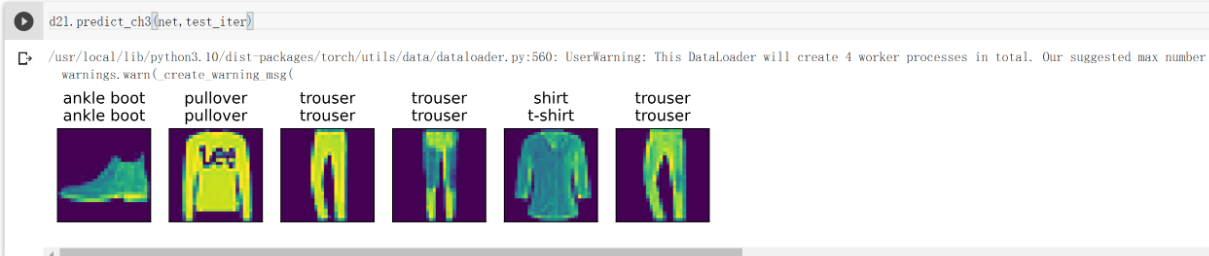 d2l.predict_ch3(net,test_iter)
/usr/local/lib/python3.10/dist-packages/torch/utils/data/dataloader.py:560: UserWarning: This DataLoader will create 4 worker processes in total. Our suggested max number
warnings.warn(_create_warning_msg(
ankle boot pullover trouser trouser shirt trouser
ankle boot pullover trouser trouser t-shirt trouser
Lee